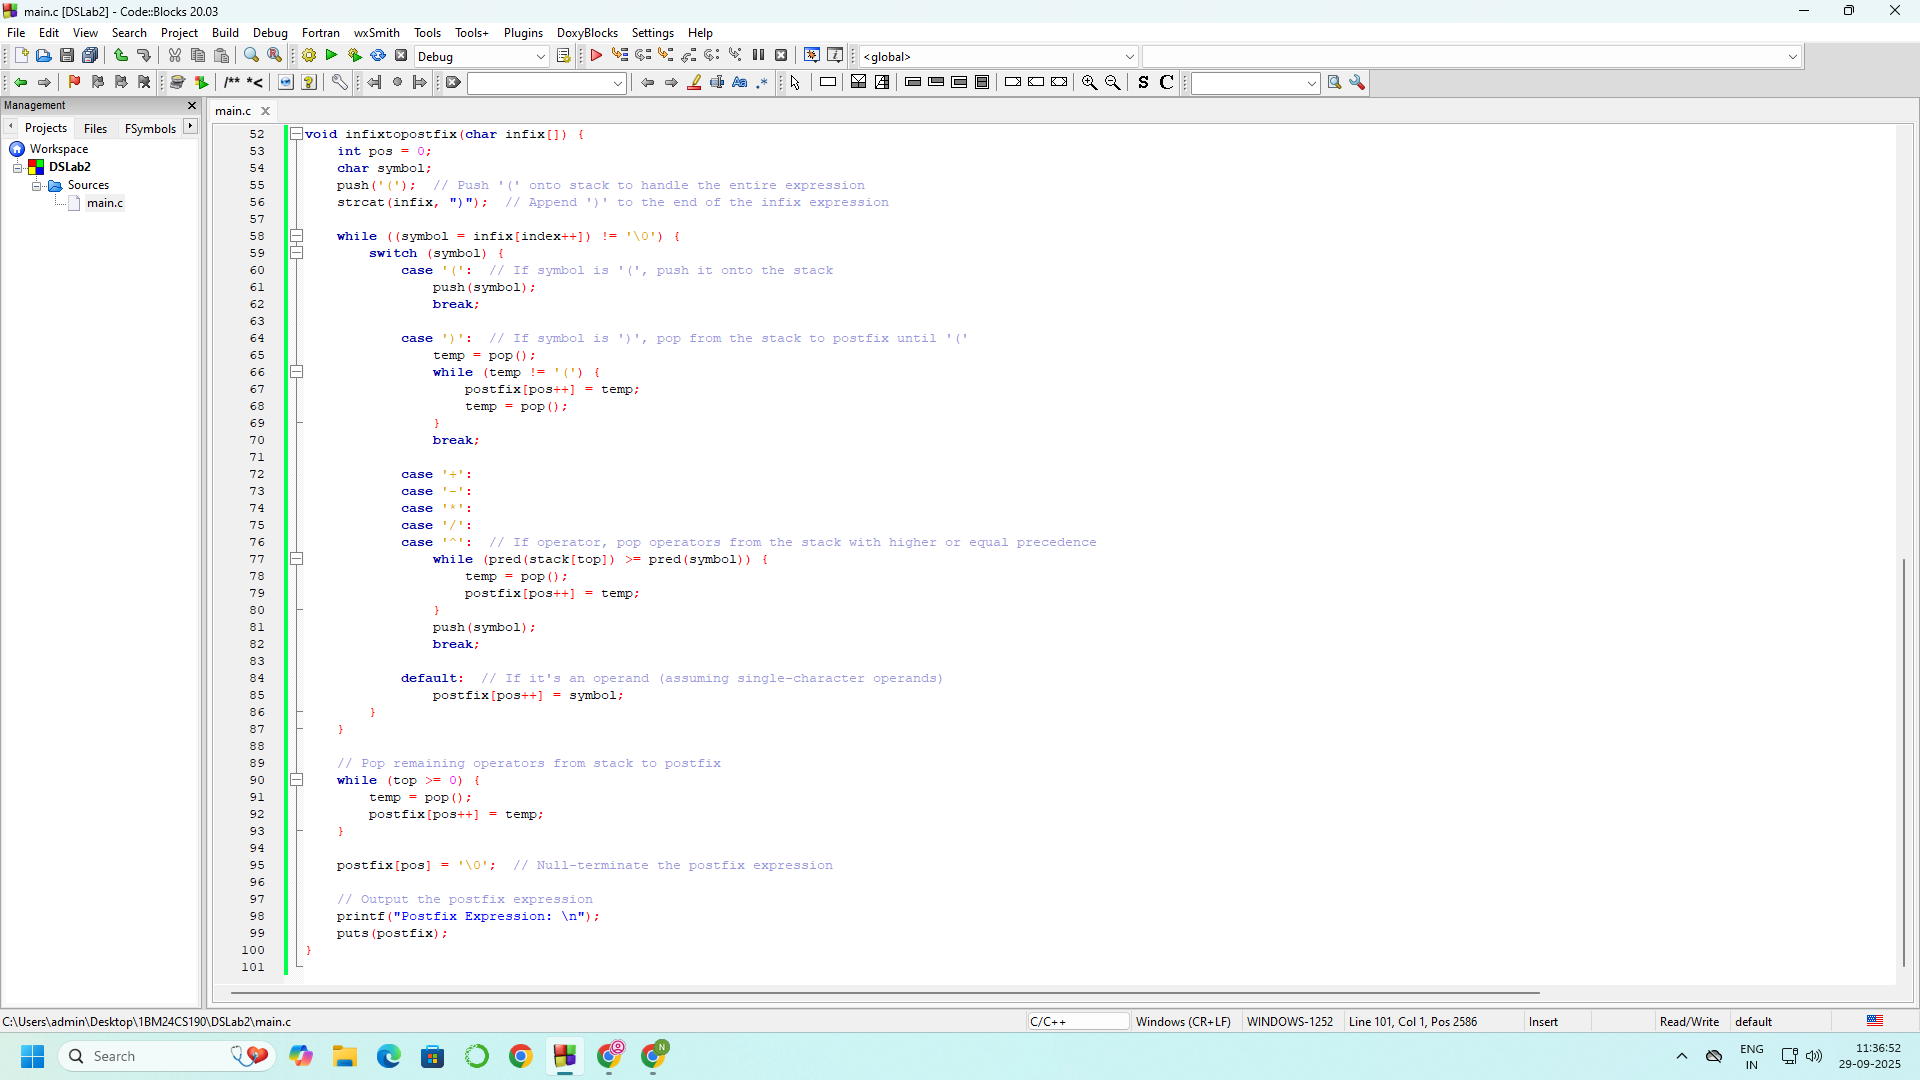 main.c [DSLab2] - Code::Blocks 20.03
File Edit View Search Project Build Debug Fortran wxSmith Tools Tools+ Plugins DoxyBlocks Settings Help
Debug
<global>
/** *<
Aa .*
S C
Management
Projects Files FSymbols
Workspace
DSLab2
Sources
main.c
main.c
52 void infixtopostfix(char infix[]) {
53 int pos = 0;
54 char symbol;
55 push('('); // Push '(' onto stack to handle the entire expression
56 strcat(infix, ")"); // Append ')' to the end of the infix expression
57
58 while ((symbol = infix[index++]) != '\0') {
59 switch (symbol) {
60 case '(': // If symbol is '(', push it onto the stack
61 push(symbol);
62 break;
63
64 case ')': // If symbol is ')', pop from the stack to postfix until '('
65 temp = pop();
66 while (temp != '(') {
67 postfix[pos++] = temp;
68 temp = pop();
69 }
70 break;
71
72 case '+':
73 case '-':
74 case '*':
75 case '/':
76 case '^': // If operator, pop operators from the stack with higher or equal precedence
77 while (pred(stack[top]) >= pred(symbol)) {
78 temp = pop();
79 postfix[pos++] = temp;
80 }
81 push(symbol);
82 break;
83
84 default: // If it's an operand (assuming single-character operands)
85 postfix[pos++] = symbol;
86 }
87 }
88
89 // Pop remaining operators from stack to postfix
90 while (top >= 0) {
91 temp = pop();
92 postfix[pos++] = temp;
93 }
94
95 postfix[pos] = '\0'; // Null-terminate the postfix expression
96
97 // Output the postfix expression
98 printf("Postfix Expression: \n");
99 puts(postfix);
100 }
101
C:\Users\admin\Desktop\1BM24CS190\DSLab2\main.c C/C++ Windows (CR+LF) WINDOWS-1252 Line 101, Col 1, Pos 2586 Insert Read/Write default
Search
N
ENG
IN
11:36:52
29-09-2025